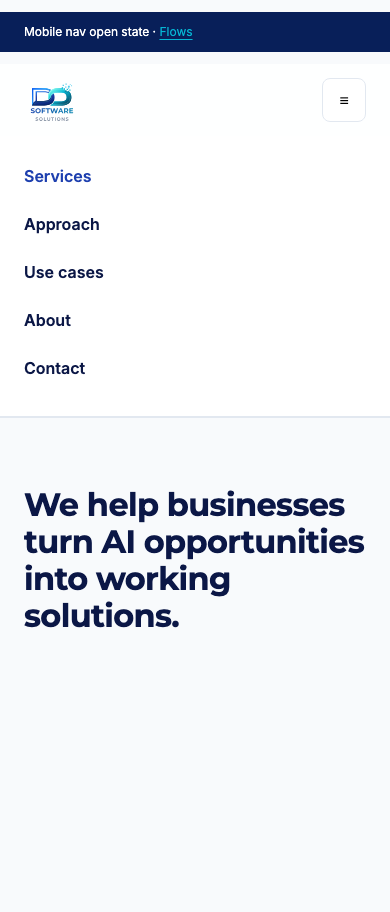 Mobile nav open state · Flows
DO
SOFTWARE
SOLUTIONS
Services
Approach
Use cases
About
Contact
We help businesses
turn AI opportunities
into working
solutions.